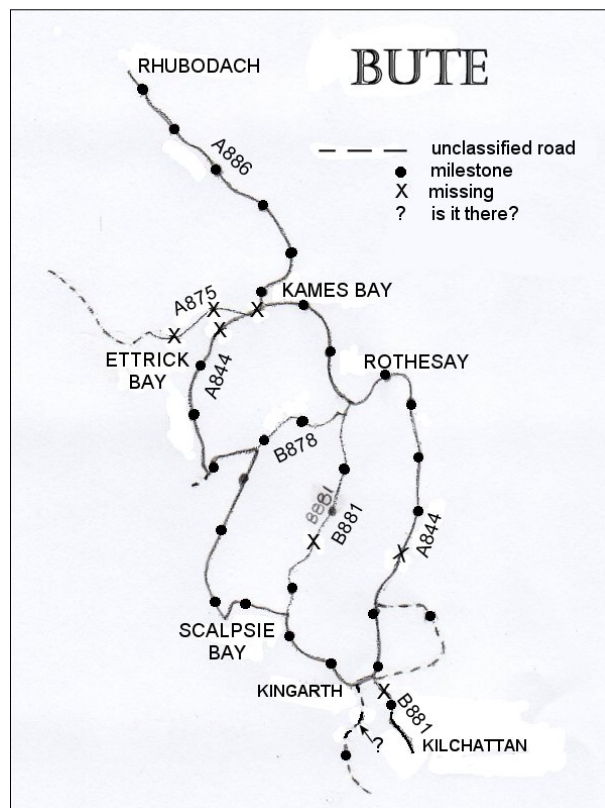 BUTE
RHUBODACH
unclassified road
milestone
X missing
? is it there?
A886
KAMES BAY
A875
ETTRICK
BAY
A844
ROTHESAY
B878
B881
B881
A844
SCALPSIE
BAY
KINGARTH
B881
?
KILCHATTAN